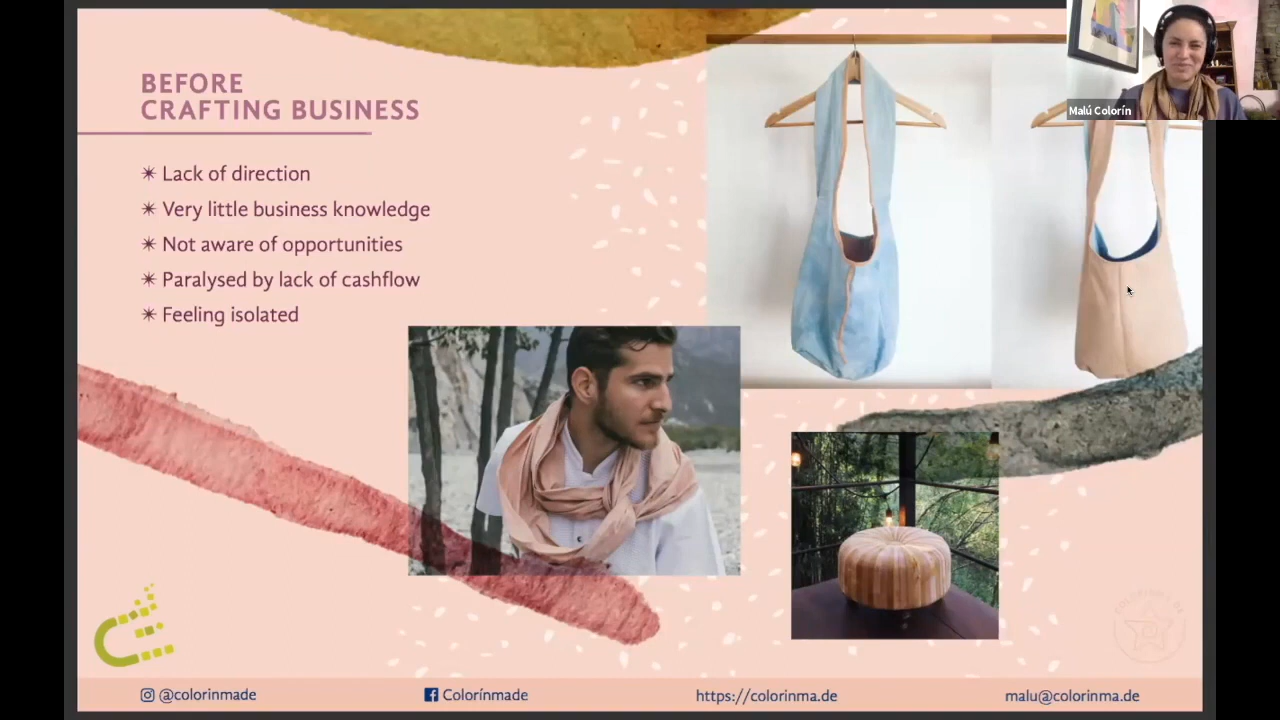 BEFORE
CRAFTING BUSINESS
✴ Lack of direction
✴ Very little business knowledge
✴ Not aware of opportunities
✴ Paralysed by lack of cashflow
✴ Feeling isolated
Malú Colorín
@colorinmade
Colorínmade
https://colorinma.de
malu@colorinma.de